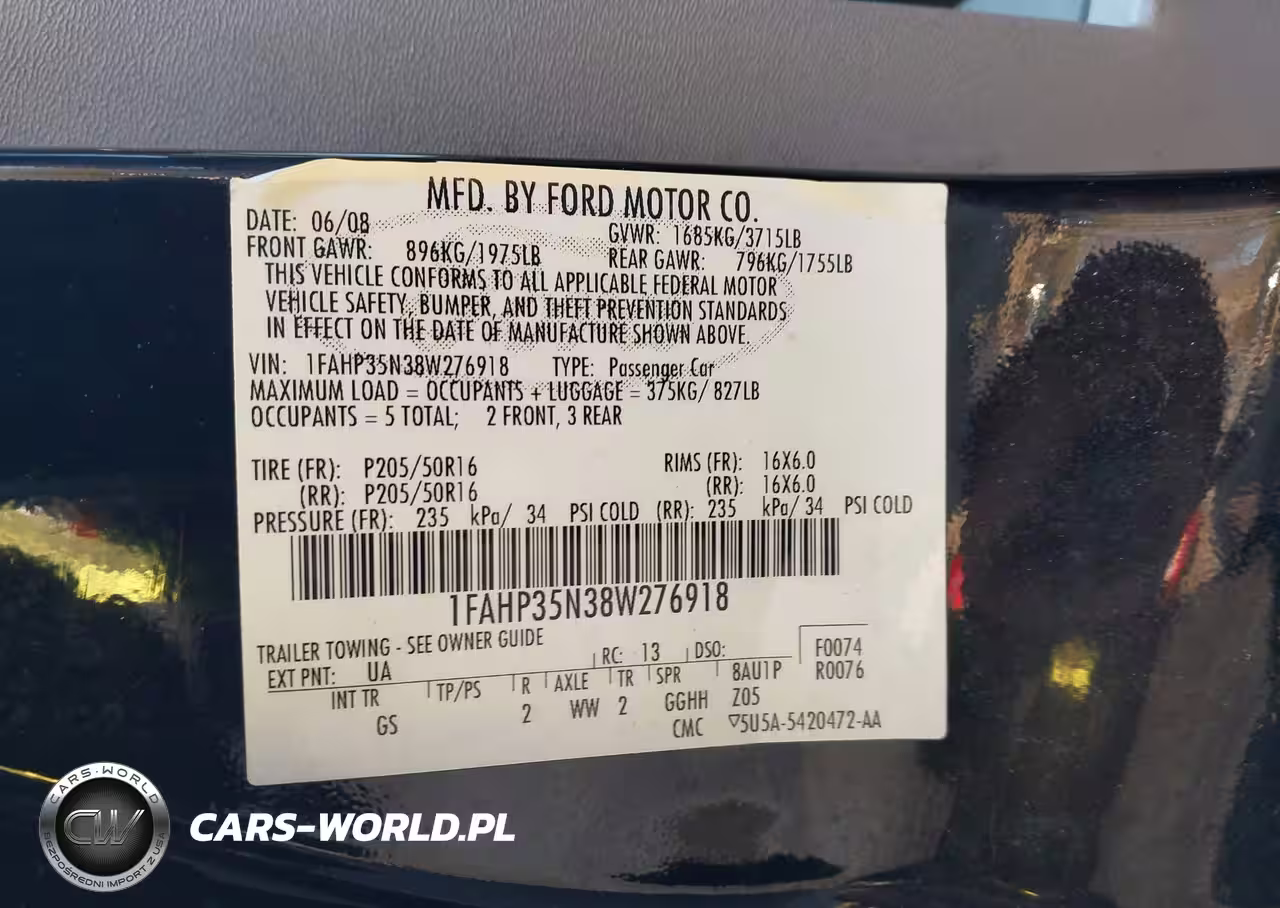 MFD. BY FORD MOTOR CO.
DATE: 06/08 GVWR: 1685KG/3715LB
FRONT GAWR: 896KG/1975LB REAR GAWR: 796KG/1755LB
THIS VEHICLE CONFORMS TO ALL APPLICABLE FEDERAL MOTOR
VEHICLE SAFETY, BUMPER, AND THEFT PREVENTION STANDARDS
IN EFFECT ON THE DATE OF MANUFACTURE SHOWN ABOVE.
VIN: 1FAHP35N38W276918 TYPE: Passenger Car
MAXIMUM LOAD = OCCUPANTS + LUGGAGE = 375KG/ 827LB
OCCUPANTS = 5 TOTAL; 2 FRONT, 3 REAR
TIRE (FR): P205/50R16 RIMS (FR): 16X6.0
(RR): P205/50R16 (RR): 16X6.0
PRESSURE (FR): 235 kPa/ 34 PSI COLD (RR): 235 kPa/ 34 PSI COLD
1FAHP35N38W276918
TRAILER TOWING - SEE OWNER GUIDE
EXT PNT: UA RC: 13 DSO: F0074
INT TR TP/PS R AXLE TR SPR 8AU1P R0076
GS 2 WW 2 GGHH Z05
CMC ▽5U5A-5420472-AA
CARS-WORLD
CW
BEZPOŚREDNI IMPORT Z USA
CARS-WORLD.PL